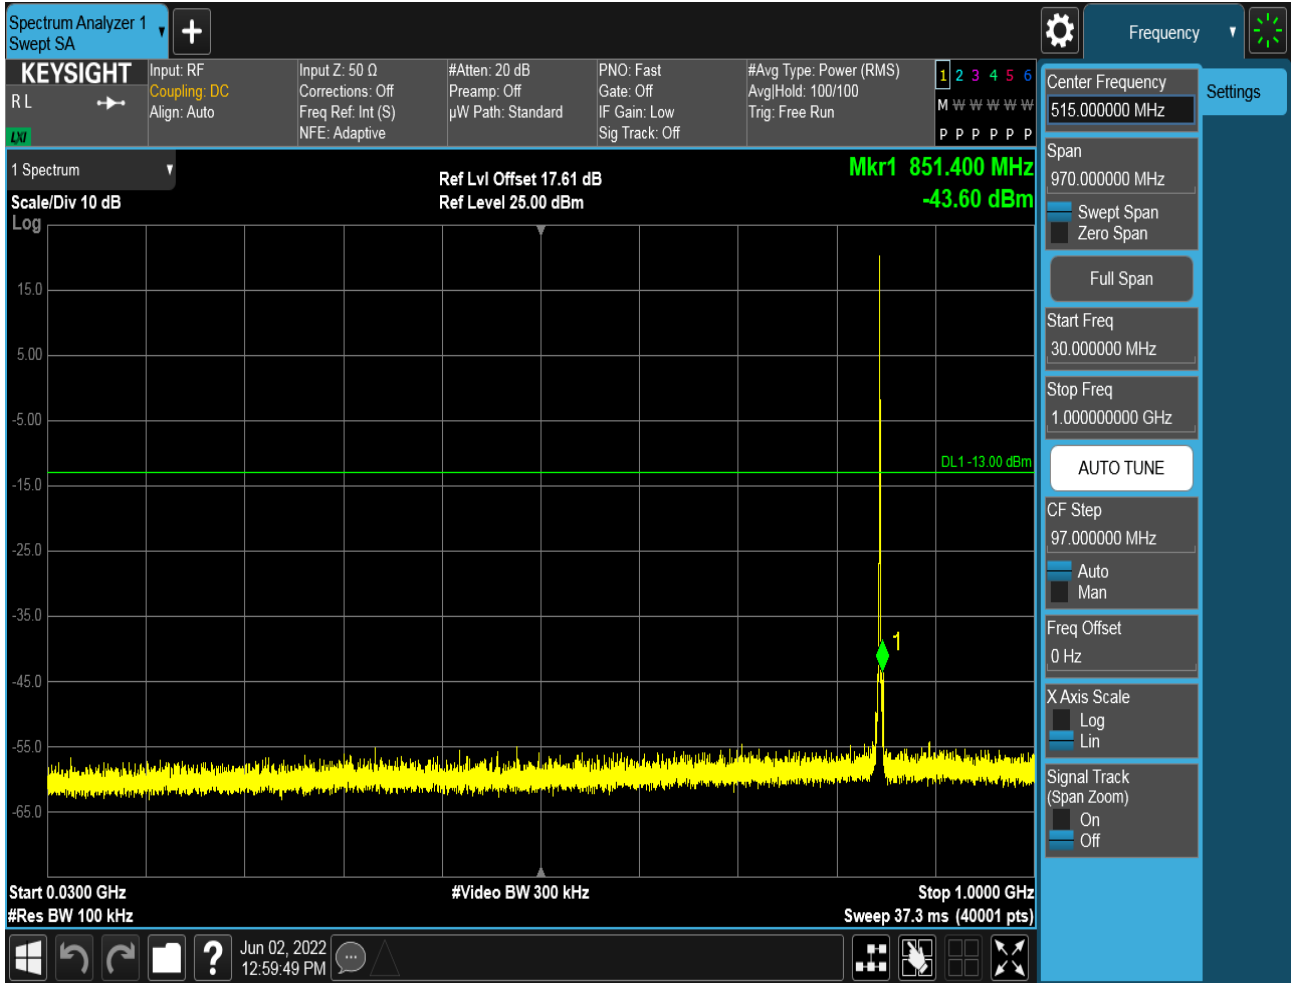 Spectrum Analyzer 1
Swept SA
Frequency
KEYSIGHT
R L
LXI
Input: RF
Coupling: DC
Align: Auto
Input Z: 50 Ω
Corrections: Off
Freq Ref: Int (S)
NFE: Adaptive
#Atten: 20 dB
Preamp: Off
µW Path: Standard
PNO: Fast
Gate: Off
IF Gain: Low
Sig Track: Off
#Avg Type: Power (RMS)
Avg|Hold: 100/100
Trig: Free Run
1 2 3 4 5 6
M W W W W W
P P P P P P
1 Spectrum
Scale/Div 10 dB
Log
Ref Lvl Offset 17.61 dB
Ref Level 25.00 dBm
Mkr1 851.400 MHz
-43.60 dBm
15.0
5.00
-5.00
-15.0
-25.0
-35.0
-45.0
-55.0
-65.0
DL1 -13.00 dBm
1
Start 0.0300 GHz
#Res BW 100 kHz
#Video BW 300 kHz
Stop 1.0000 GHz
Sweep 37.3 ms (40001 pts)
Center Frequency
515.000000 MHz
Settings
Span
970.000000 MHz
Swept Span
Zero Span
Full Span
Start Freq
30.000000 MHz
Stop Freq
1.000000000 GHz
AUTO TUNE
CF Step
97.000000 MHz
Auto
Man
Freq Offset
0 Hz
X Axis Scale
Log
Lin
Signal Track
(Span Zoom)
On
Off
?
Jun 02, 2022
12:59:49 PM